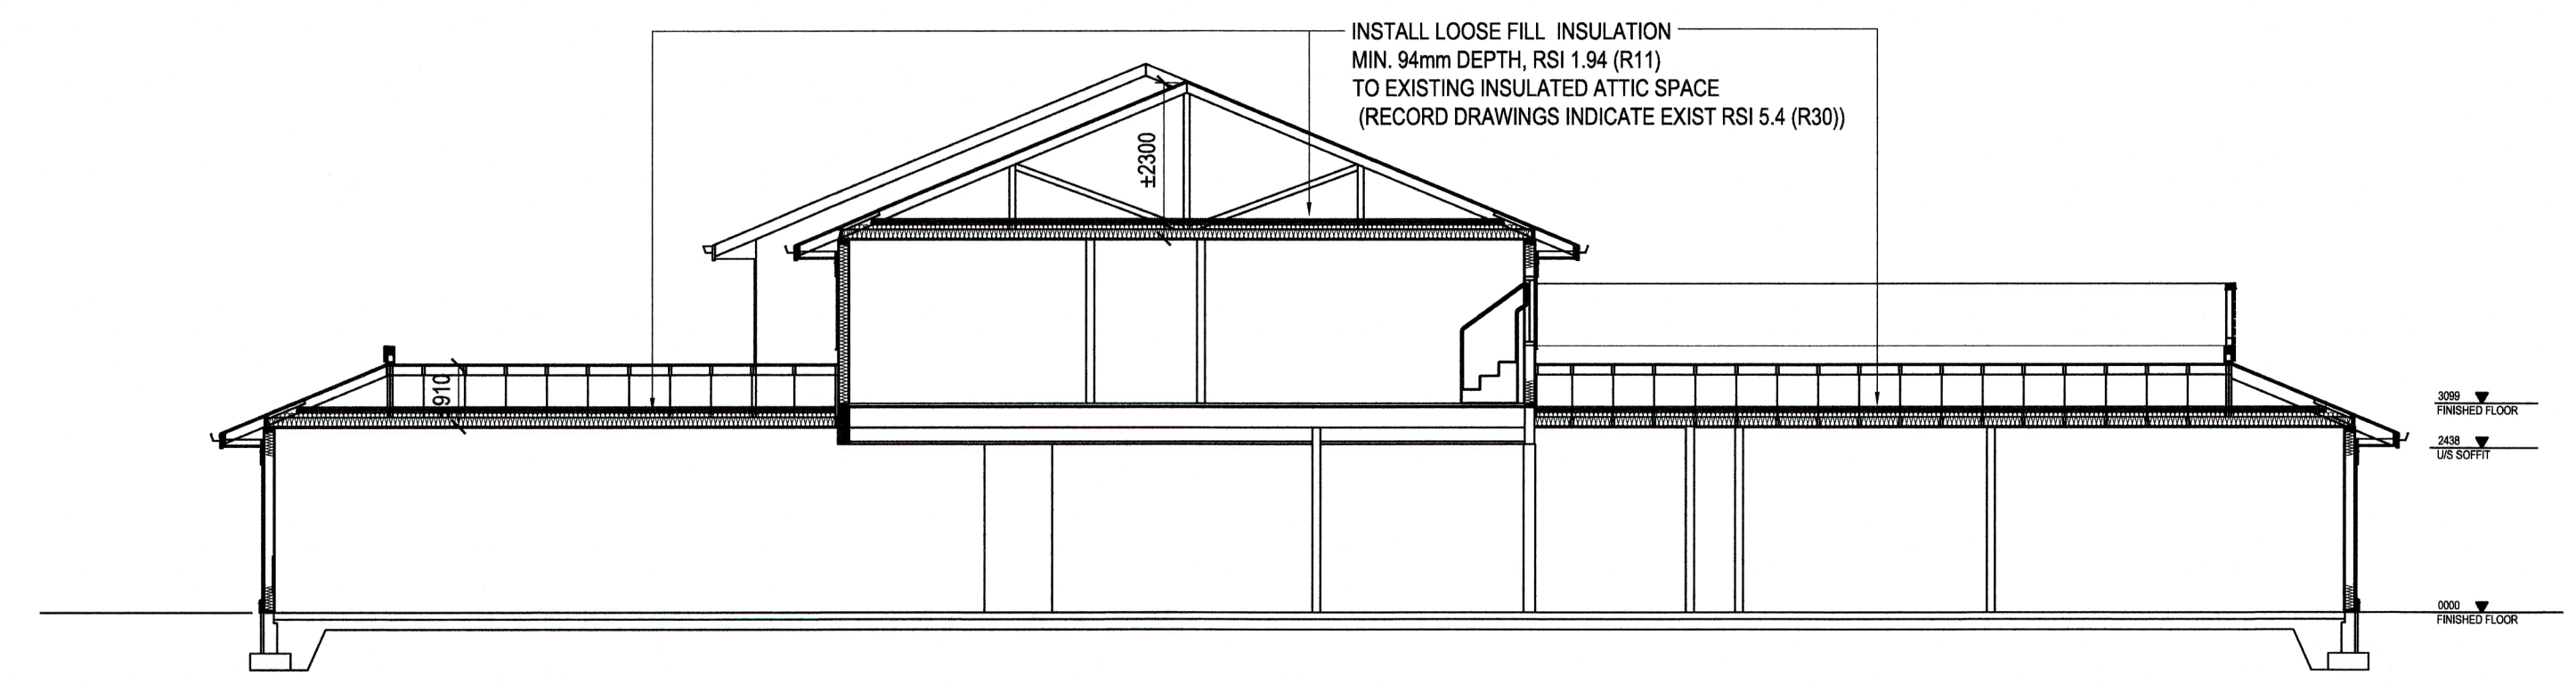 INSTALL LOOSE FILL INSULATION
MIN. 94mm DEPTH, RSI 1.94 (R11)
TO EXISTING INSULATED ATTIC SPACE
(RECORD DRAWINGS INDICATE EXIST RSI 5.4 (R30))
±2300
910
3099
FINISHED FLOOR
2438
U/S SOFFIT
0000
FINISHED FLOOR